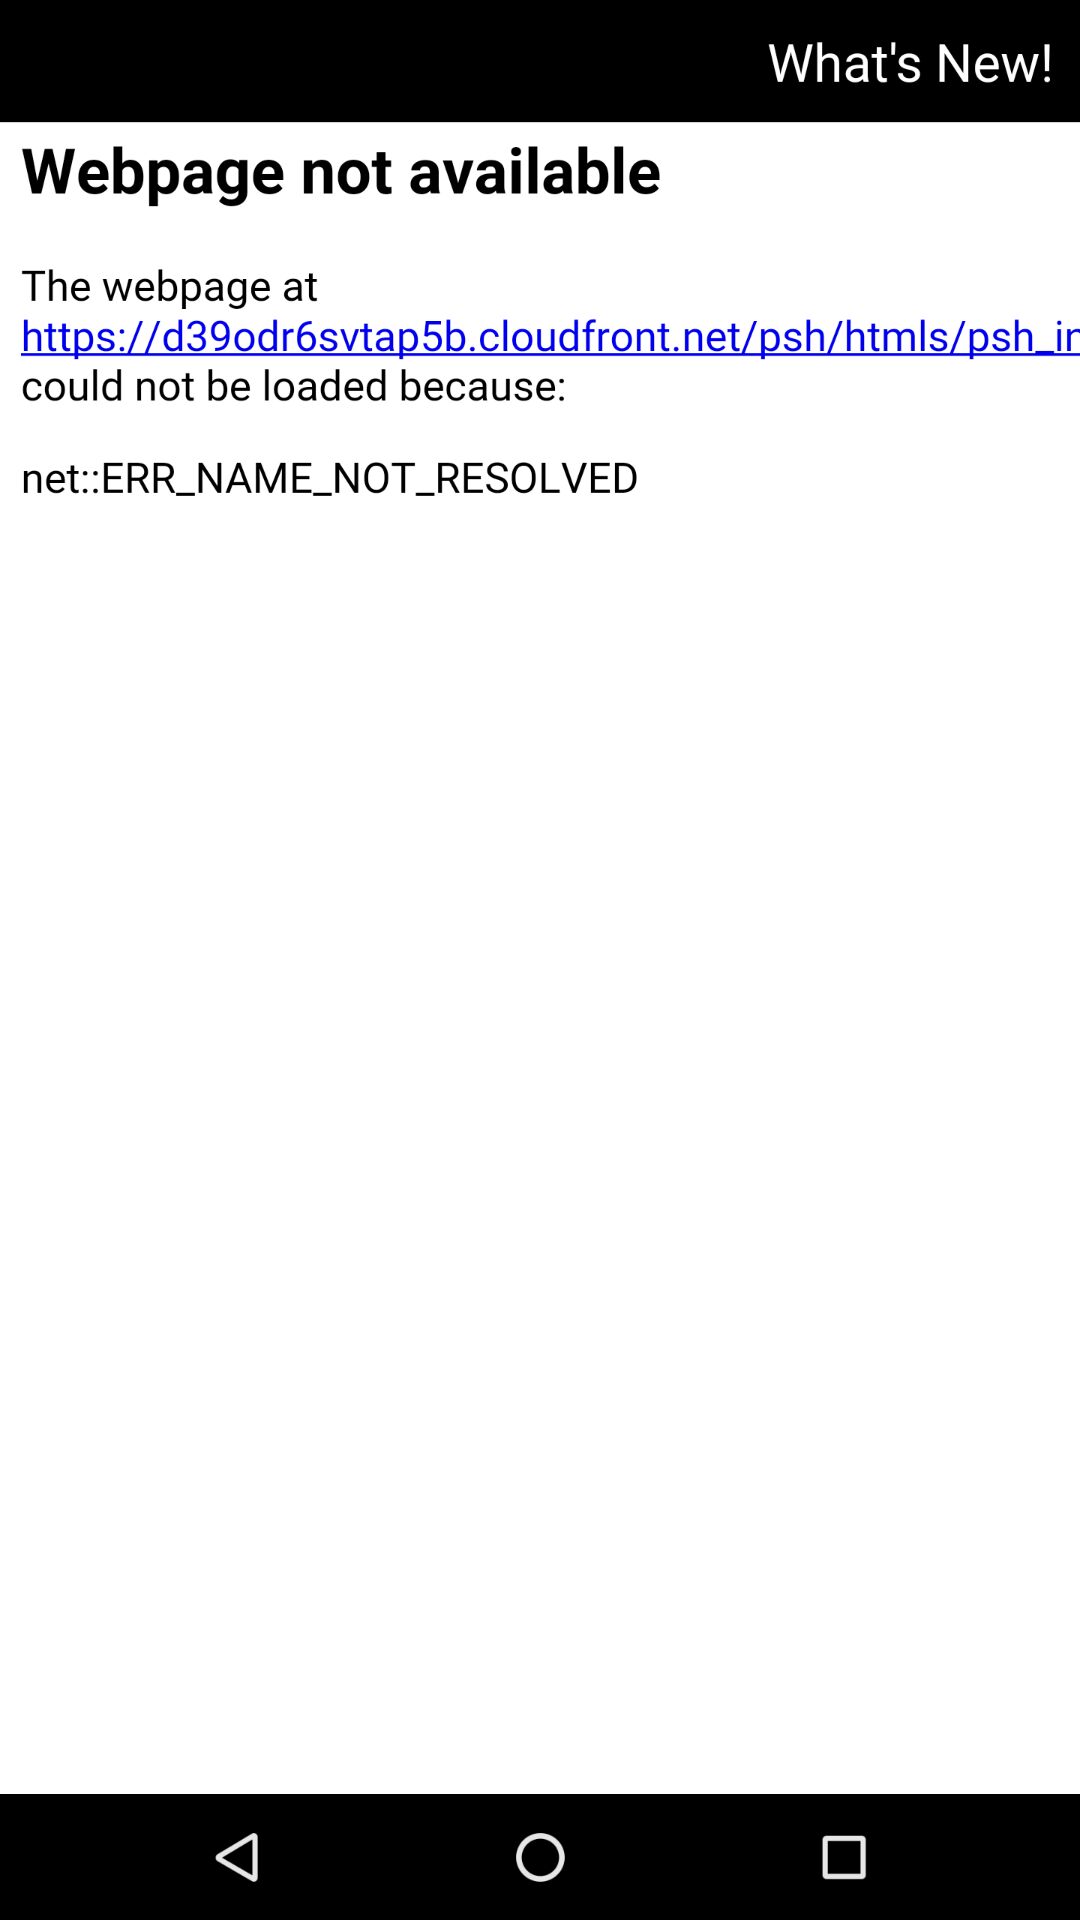 What's New!
Webpage not available
The webpage at
https://d39odr6svtap5b.cloudfront.net/psh/htmls/psh_in
could not be loaded because:
net::ERR_NAME_NOT_RESOLVED